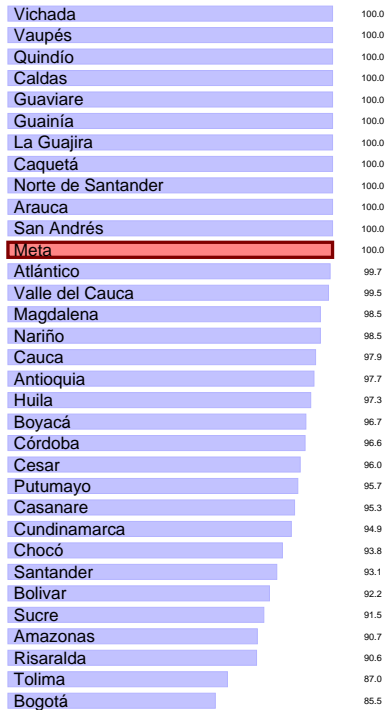 Vichada 100.0
Vaupés 100.0
Quindío 100.0
Caldas 100.0
Guaviare 100.0
Guainía 100.0
La Guajira 100.0
Caquetá 100.0
Norte de Santander 100.0
Arauca 100.0
San Andrés 100.0
Meta 100.0
Atlántico 99.7
Valle del Cauca 99.5
Magdalena 98.5
Nariño 98.5
Cauca 97.9
Antioquia 97.7
Huila 97.3
Boyacá 96.7
Córdoba 96.6
Cesar 96.0
Putumayo 95.7
Casanare 95.3
Cundinamarca 94.9
Chocó 93.8
Santander 93.1
Bolivar 92.2
Sucre 91.5
Amazonas 90.7
Risaralda 90.6
Tolima 87.0
Bogotá 85.5